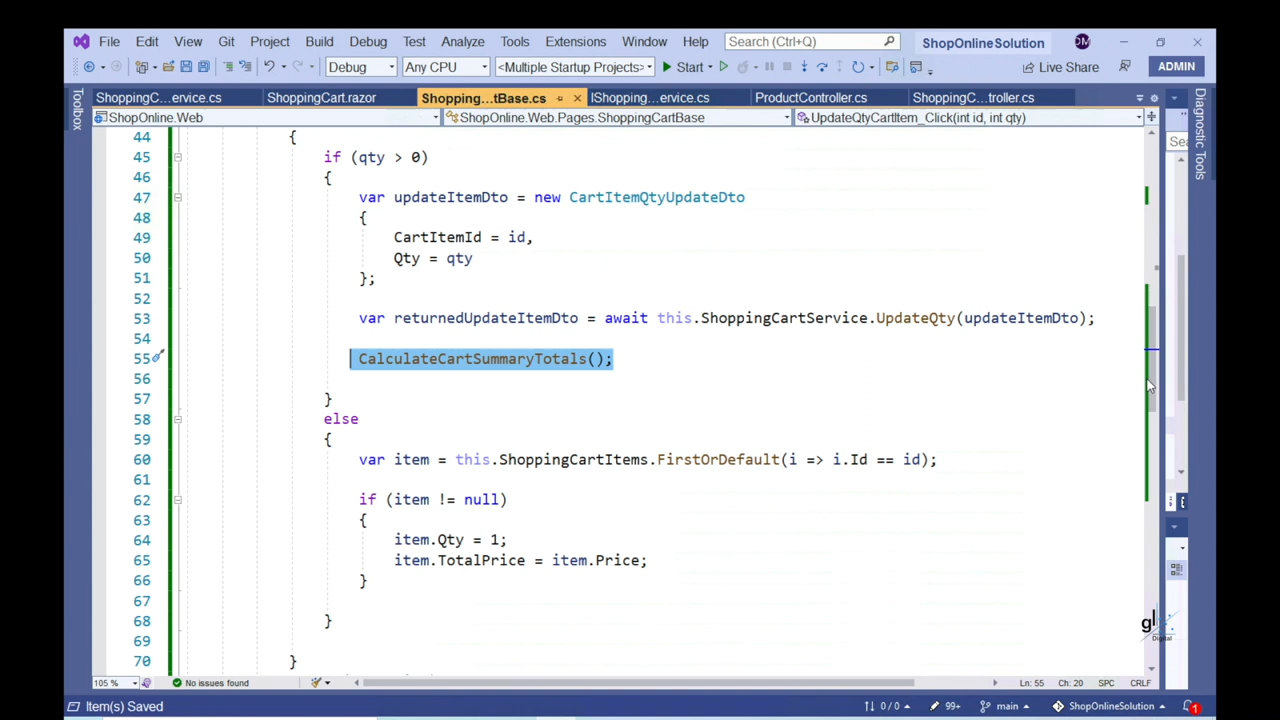 File Edit View Git Project Build Debug Test Analyze Tools Extensions Window Help Search (Ctrl+Q) ShopOnlineSolution DM
Debug Any CPU <Multiple Startup Projects> Start Live Share ADMIN
ShoppingC...ervice.cs ShoppingCart.razor Shopping...tBase.cs IShopping...ervice.cs ProductController.cs ShoppingC...troller.cs
ShopOnline.Web ShopOnline.Web.Pages.ShoppingCartBase UpdateQtyCartItem_Click(int id, int qty)
Toolbox
Diagnostic Tools
Sea
44 {
45 if (qty > 0)
46 {
47 var updateItemDto = new CartItemQtyUpdateDto
48 {
49 CartItemId = id,
50 Qty = qty
51 };
52
53 var returnedUpdateItemDto = await this.ShoppingCartService.UpdateQty(updateItemDto);
54
55 CalculateCartSummaryTotals();
56
57 }
58 else
59 {
60 var item = this.ShoppingCartItems.FirstOrDefault(i => i.Id == id);
61
62 if (item != null)
63 {
64 item.Qty = 1;
65 item.TotalPrice = item.Price;
66 }
67
68 }
69
70 }
Digital
105 % No issues found Ln: 55 Ch: 20 SPC CRLF
Item(s) Saved 0 / 0 99+ main ShopOnlineSolution 1